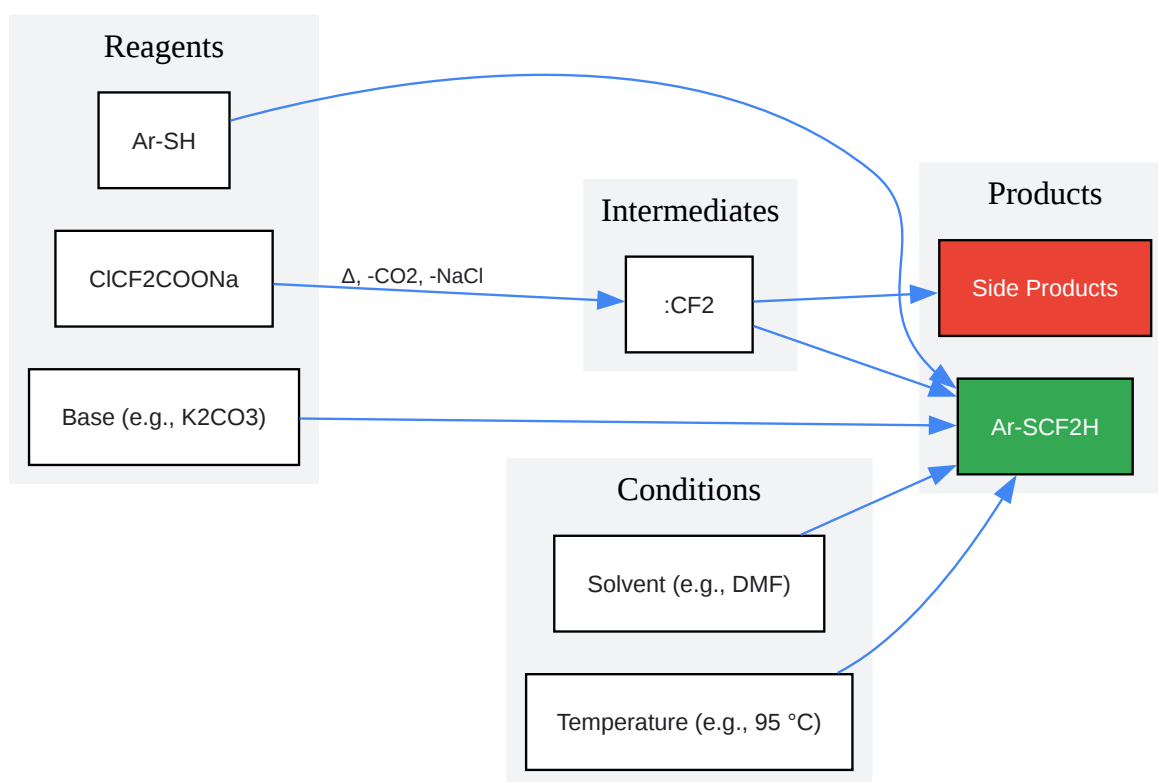 Reagents
Ar-SH
ClCF2COONa
Base (e.g., K2CO3)
Δ, -CO2, -NaCl
Intermediates
:CF2
Conditions
Solvent (e.g., DMF)
Temperature (e.g., 95 °C)
Products
Side Products
Ar-SCF2H